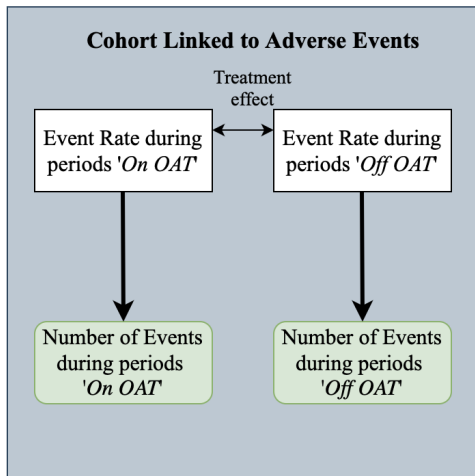 Cohort Linked to Adverse Events
Treatment
effect
Event Rate during
periods 'On OAT'
Event Rate during
periods 'Off OAT'
Number of Events
during periods
'On OAT'
Number of Events
during periods
'Off OAT'